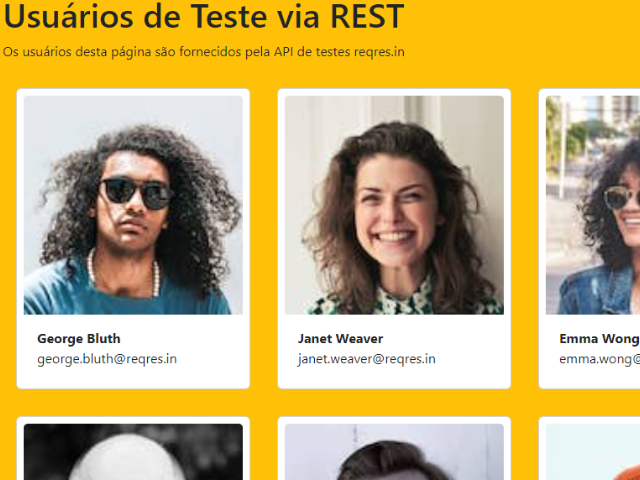 Usuários de Teste via REST
Os usuários desta página são fornecidos pela API de testes reqres.in
George Bluth
george.bluth@reqres.in
Janet Weaver
janet.weaver@reqres.in
Emma Wong
emma.wong@